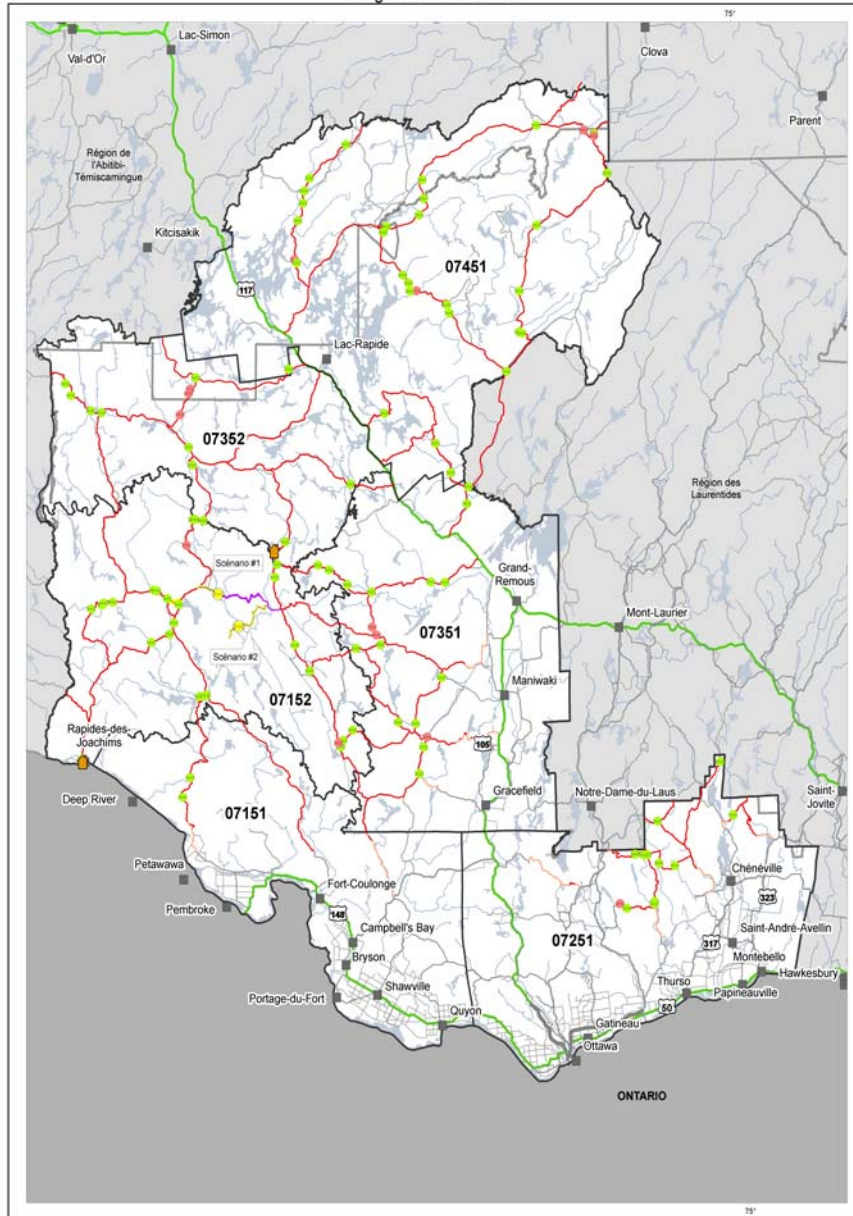 75°
Lac-Simon
Val-d'Or
Clova
Parent
Région de
l'Abitibi-
Témiscamingue
Kitcisakik
07451
117
Lac-Rapide
07352
Région des
Laurentides
Scénario #1
Grand-
Remous
Mont-Laurier
07351
Scénario #2
Maniwaki
07152
Rapides-des-
Joachims
105
Deep River
07151
Gracefield
Notre-Dame-du-Laus
Saint-
Jovite
Petawawa
Chénéville
Fort-Coulonge
323
Pembroke
148
07251
Campbell's Bay
317
Saint-André-Avellin
Bryson
Montebello
Hawkesbury
Shawville
Thurso
Papineauville
Portage-du-Fort
50
Quyon
Gatineau
Ottawa
ONTARIO
75°